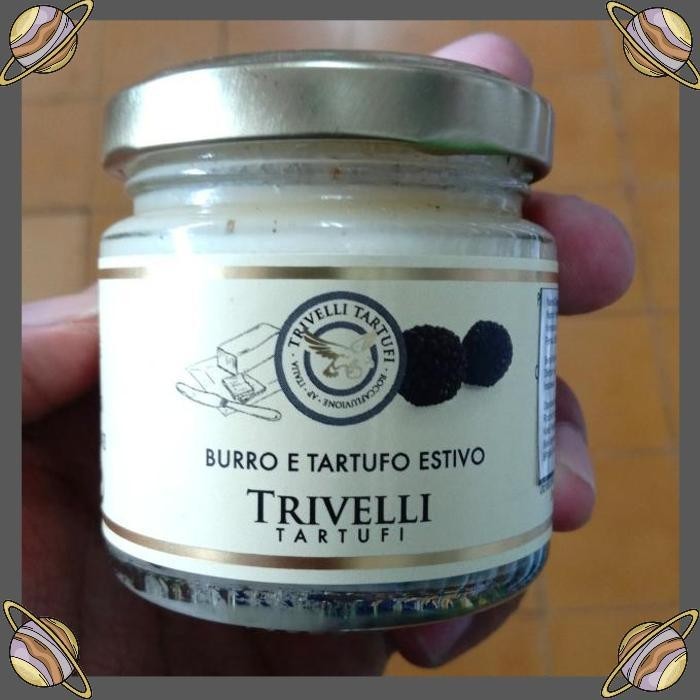 TRIVELLI TARTUFI
ROCCAFLUVIONE · AP · ITALIA
BURRO E TARTUFO ESTIVO
TRIVELLI
TARTUFI